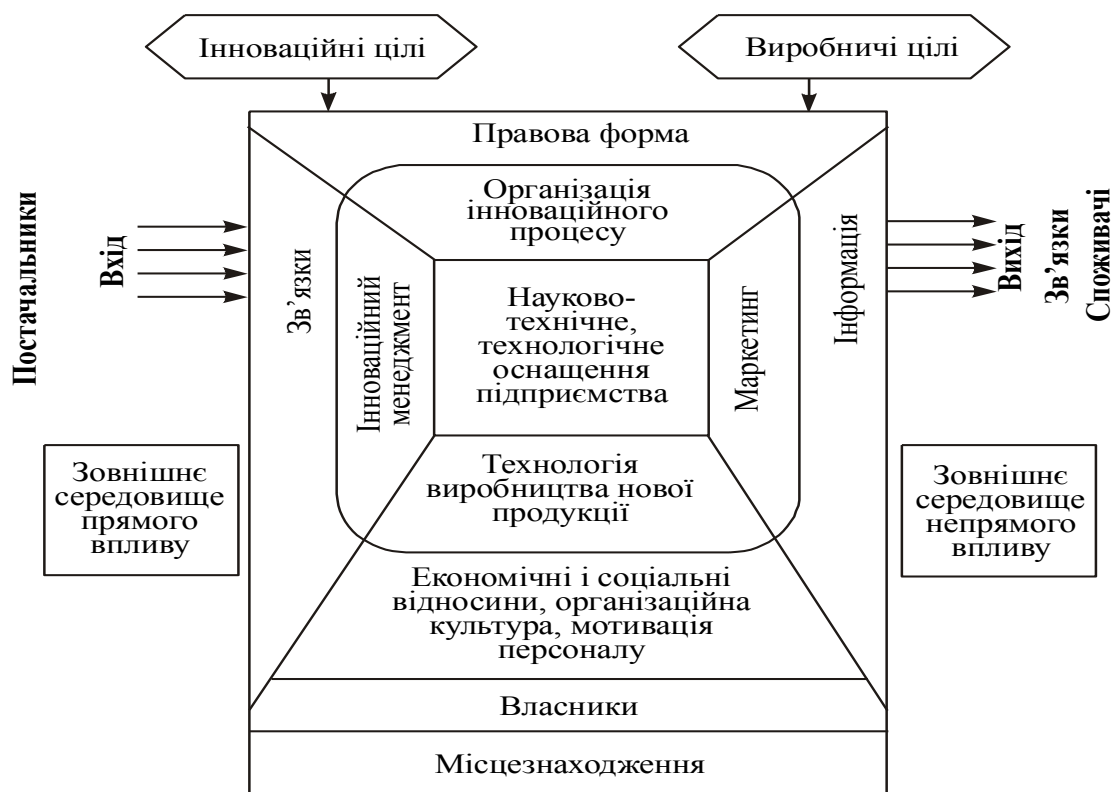 Інноваційні цілі
Виробничі цілі
Правова форма
Постачальники
Вхід
Зв’язки
Інноваційний
менеджмент
Організація
інноваційного
процесу
Науково-
технічне,
технологічне
оснащення
підприємства
Маркетинг
Інформація
Вихід
Зв’язки
Споживачі
Технологія
виробництва нової
продукції
Зовнішнє
середовище
прямого
впливу
Зовнішнє
середовище
непрямого
впливу
Економічні і соціальні
відносини, організаційна
культура, мотивація
персоналу
Власники
Місцезнаходження